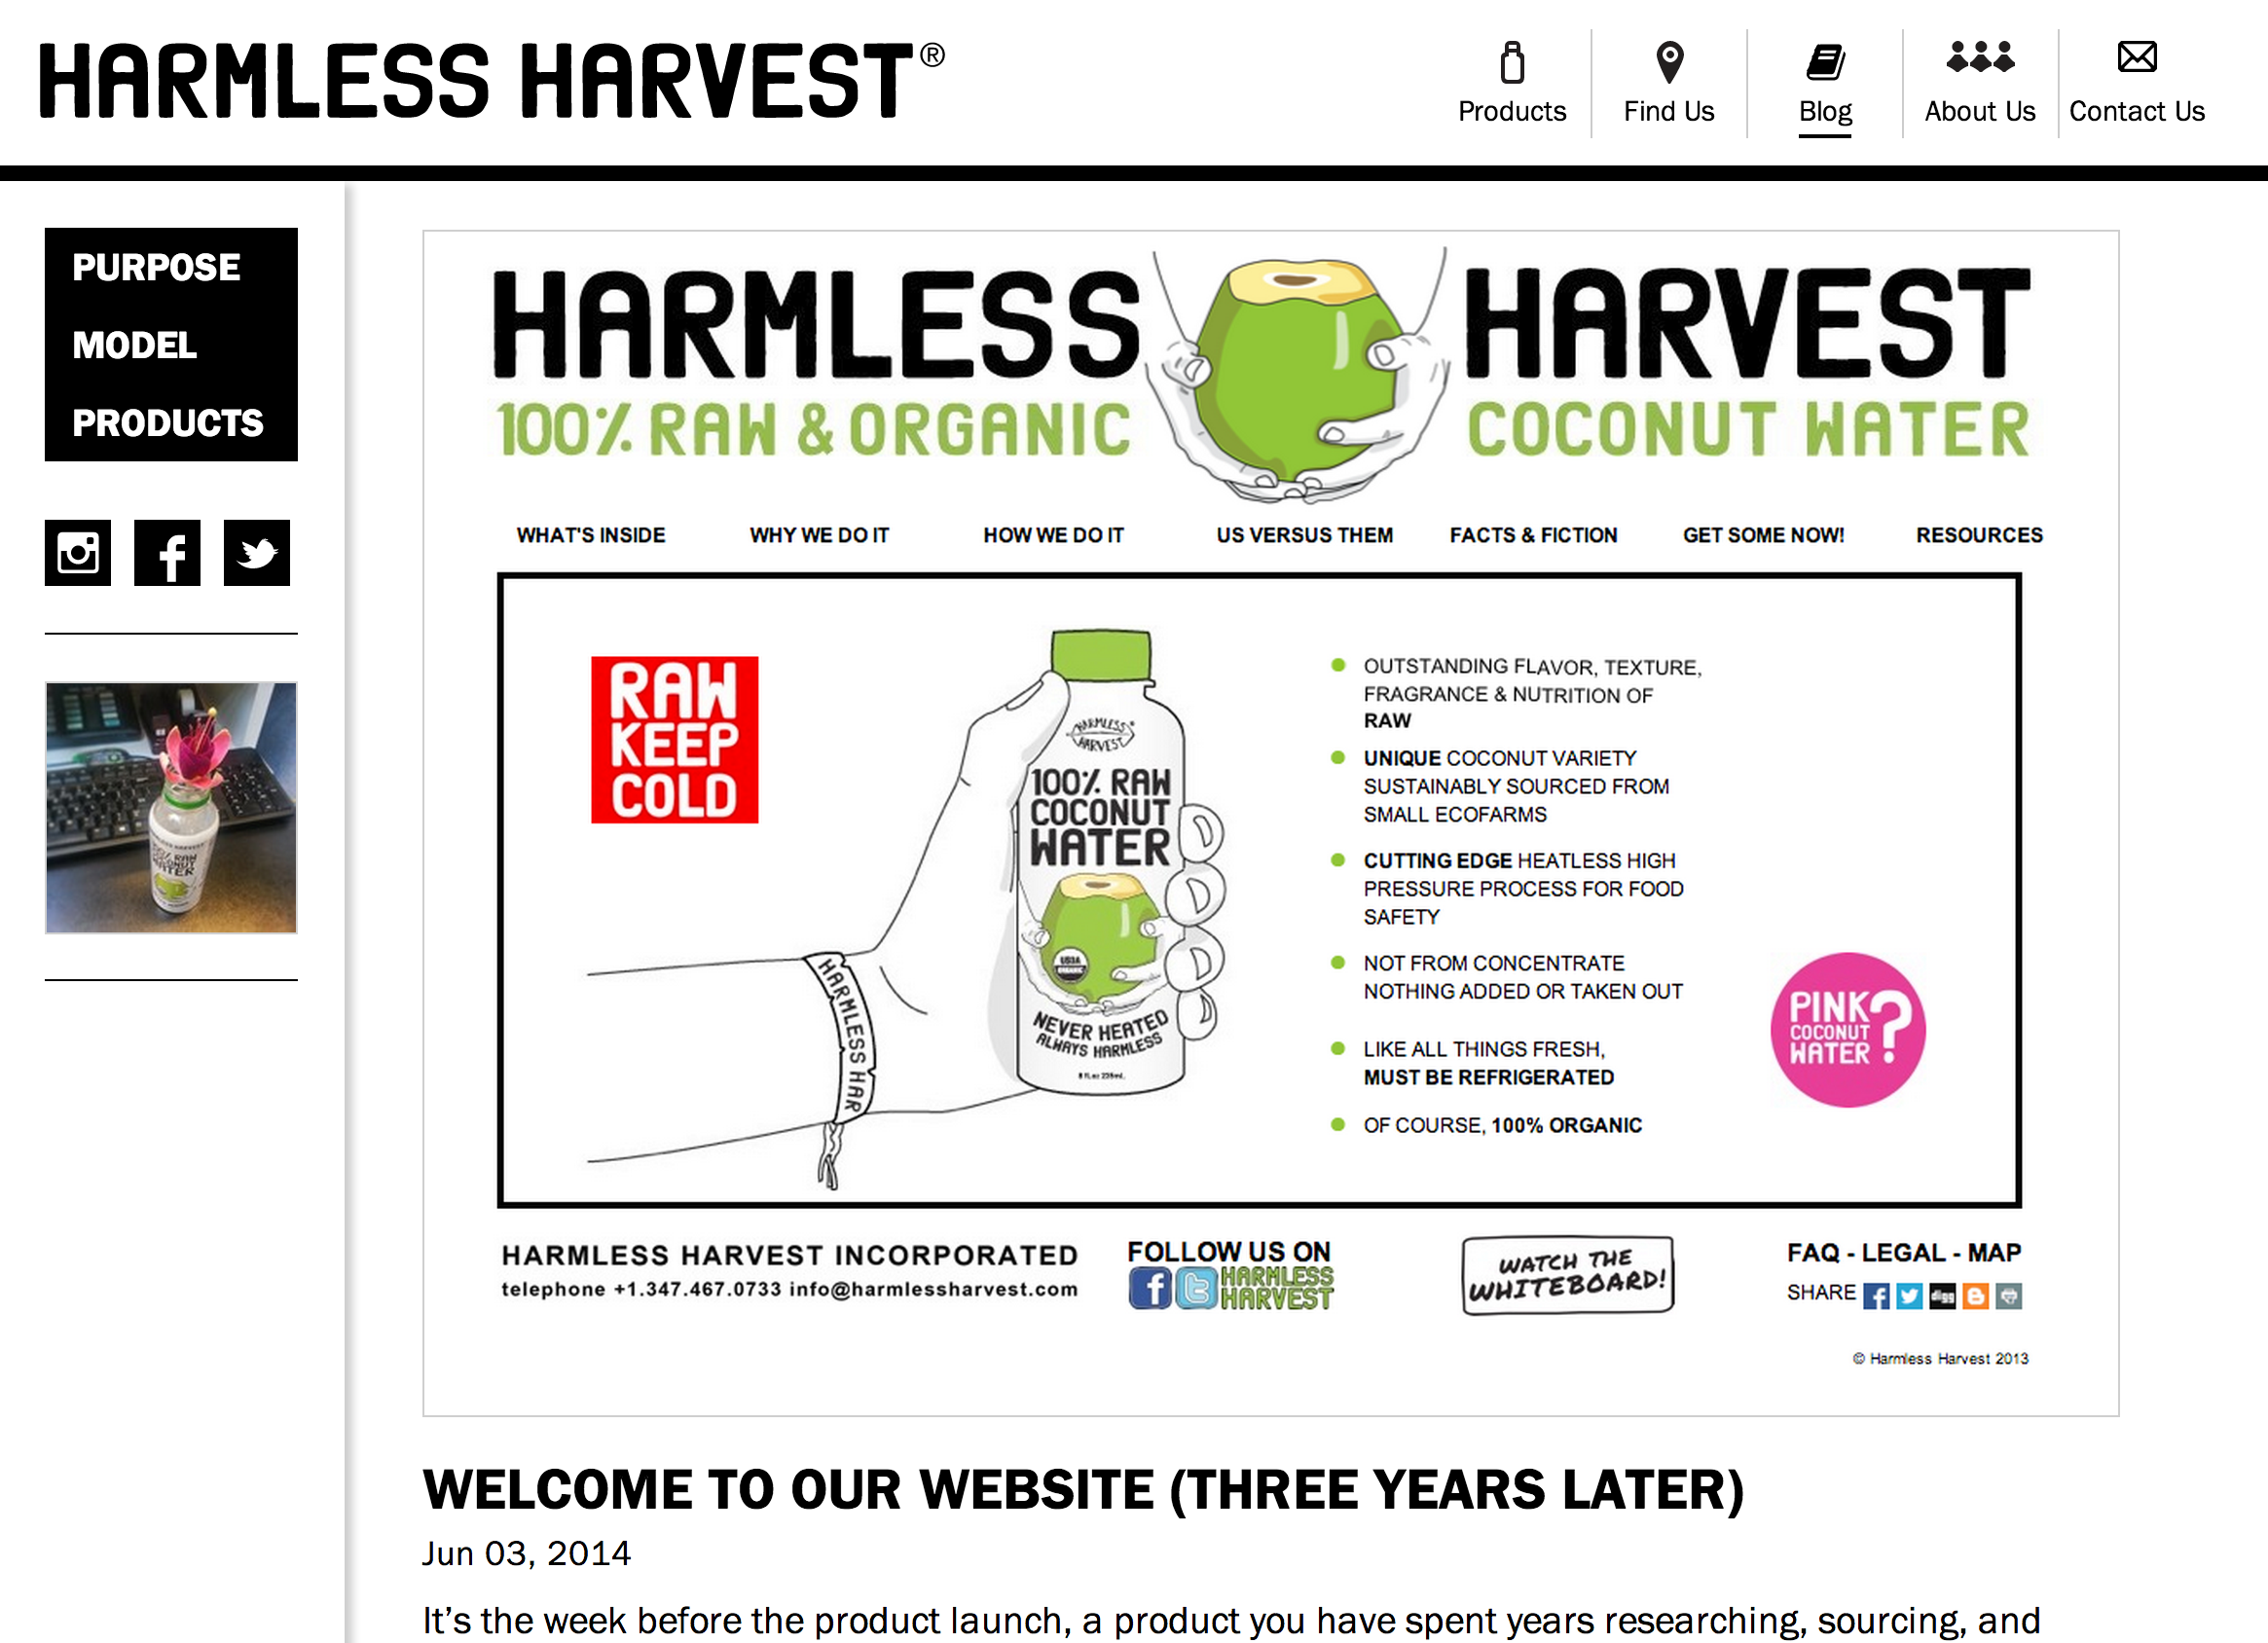 HARMLESS HARVEST®
Products
Find Us
Blog
About Us
Contact Us
PURPOSE
MODEL
PRODUCTS
100% RAW
COCONUT
WATER
HARMLESS HARVEST
100% RAW & ORGANIC COCONUT WATER
WHAT'S INSIDE
WHY WE DO IT
HOW WE DO IT
US VERSUS THEM
FACTS & FICTION
GET SOME NOW!
RESOURCES
RAW
KEEP
COLD
HARMLESS HAR
HARMLESS
HARVEST
100% RAW
COCONUT
WATER
USDA
ORGANIC
NEVER HEATED
ALWAYS HARMLESS
OUTSTANDING FLAVOR, TEXTURE,
FRAGRANCE & NUTRITION OF
RAW
UNIQUE COCONUT VARIETY
SUSTAINABLY SOURCED FROM
SMALL ECOFARMS
CUTTING EDGE HEATLESS HIGH
PRESSURE PROCESS FOR FOOD
SAFETY
NOT FROM CONCENTRATE
NOTHING ADDED OR TAKEN OUT
LIKE ALL THINGS FRESH,
MUST BE REFRIGERATED
OF COURSE, 100% ORGANIC
PINK
COCONUT
WATER
?
HARMLESS HARVEST INCORPORATED
telephone +1.347.467.0733 info@harmlessharvest.com
FOLLOW US ON
HARMLESS
HARVEST
WATCH THE
WHITEBOARD!
FAQ - LEGAL - MAP
SHARE
digg
© Harmless Harvest 2013
WELCOME TO OUR WEBSITE (THREE YEARS LATER)
Jun 03, 2014
It’s the week before the product launch, a product you have spent years researching, sourcing, and